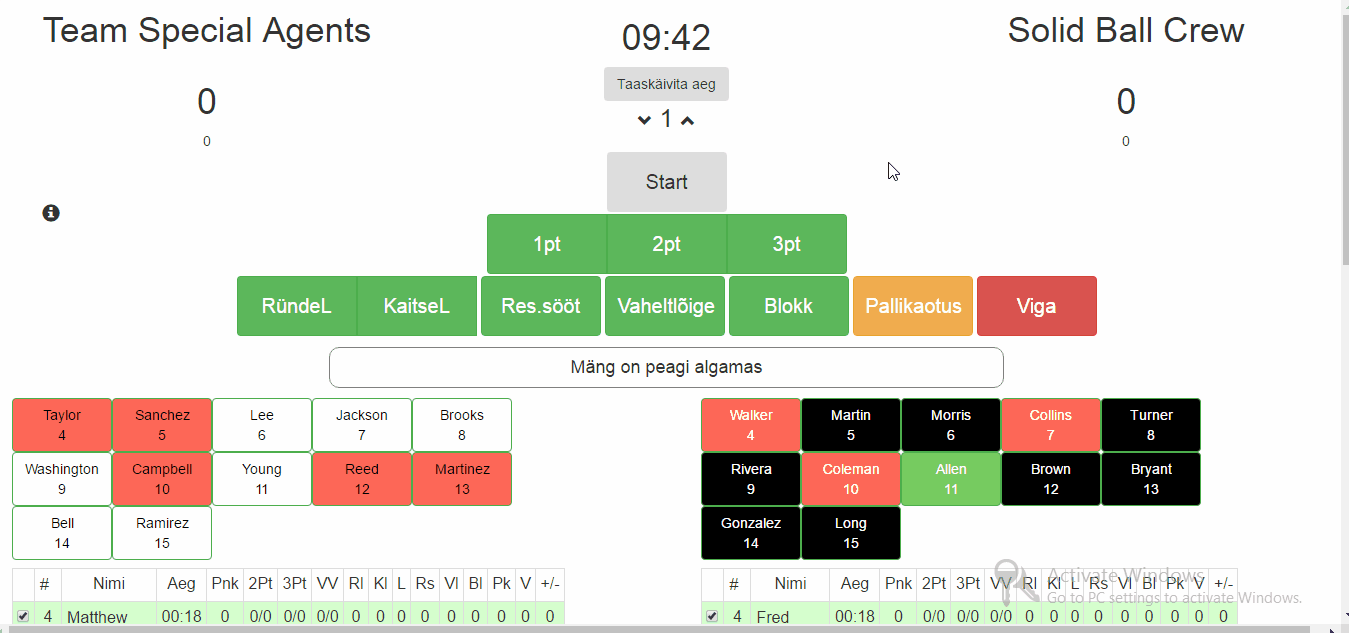 Team Special Agents
09:42
Solid Ball Crew
Taaskäivita aeg
0
1
0
0
0
Start
1pt 2pt 3pt
RündeL KaitseL Res.sööt Vaheltlõige Blokk Pallikaotus Viga
Mäng on peagi algamas
Taylor Sanchez Lee Jackson Brooks
4 5 6 7 8
Washington Campbell Young Reed Martinez
9 10 11 12 13
Bell Ramirez
14 15
Walker Martin Morris Collins Turner
4 5 6 7 8
Rivera Coleman Allen Brown Bryant
9 10 11 12 13
Gonzalez Long
14 15
# Nimi Aeg Pnk 2Pt 3Pt VV Rl Kl L Rs Vl Bl Pk V +/-
4 Matthew 00:18 0 0/0 0/0 0/0 0 0 0 0 0 0 0 0 0
# Nimi Aeg Pnk 2Pt 3Pt VV Rl Kl L Rs Vl Bl Pk V +/-
4 Fred 00:18 0 0/0 0/0 0/0 0 0 0 0 0 0 0 0 0
Activate Windows
Go to PC settings to activate Windows.